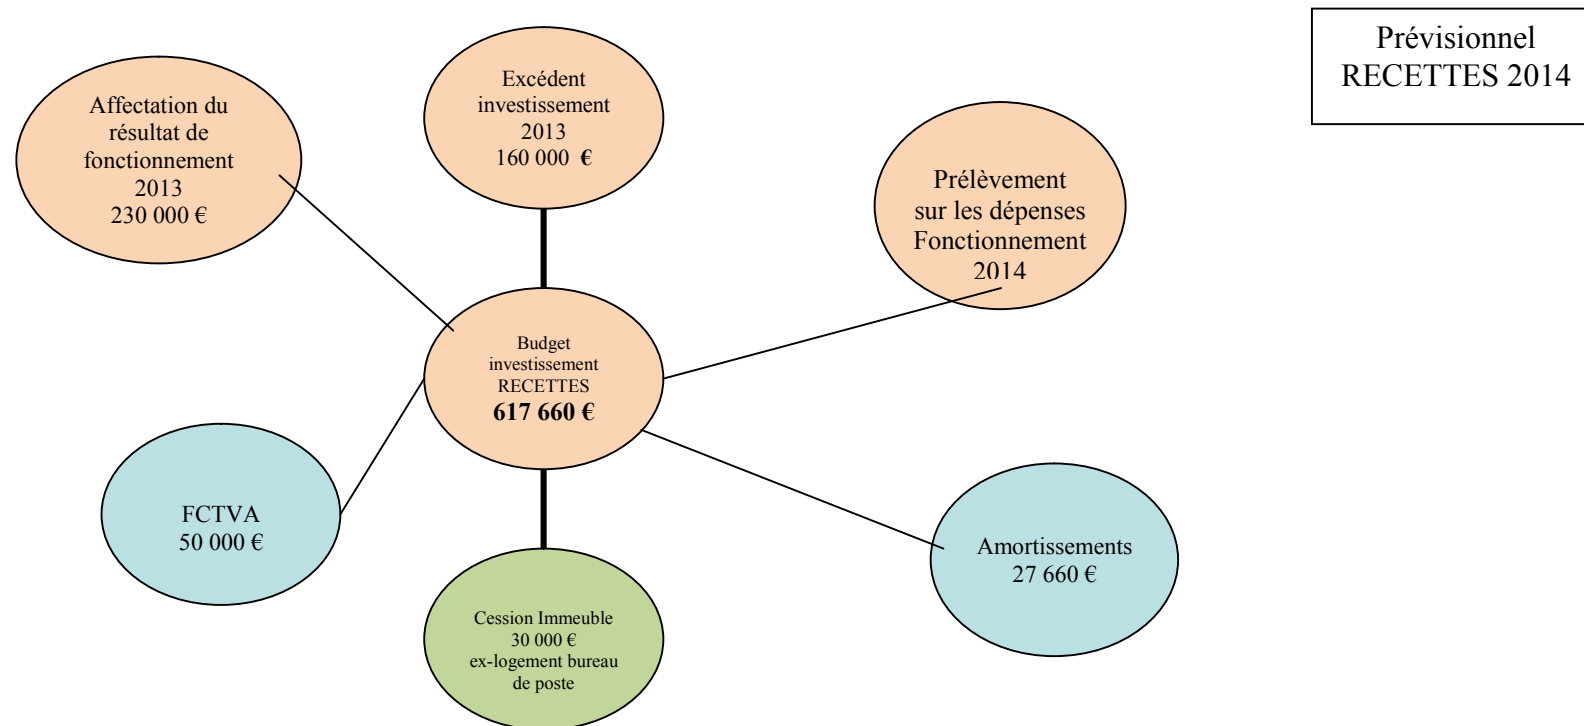 Prévisionnel
RECETTES 2014
Affectation du
résultat de
fonctionnement
2013
230 000 €
Excédent
investissement
2013
160 000 €
Prélèvement
sur les dépenses
Fonctionnement
2014
Budget
investissement
RECETTES
617 660 €
FCTVA
50 000 €
Cession Immeuble
30 000 €
ex-logement bureau
de poste
Amortissements
27 660 €